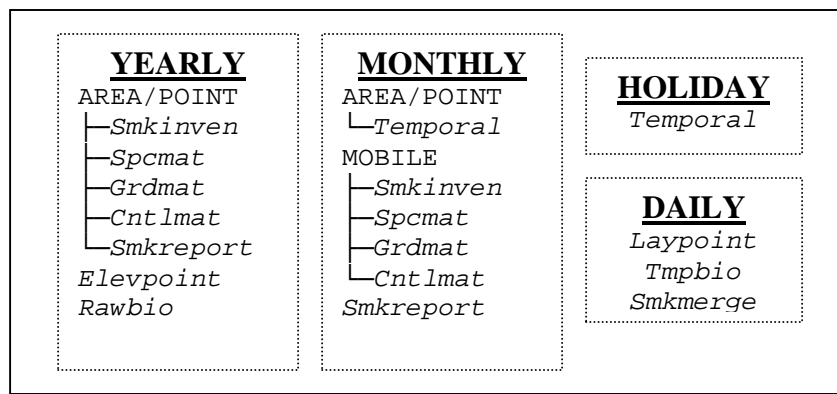 YEARLY
AREA/POINT
├─Smkinven
├─Spcmat
├─Grdmat
├─Cntlmat
└─Smkreport
Elevpoint
Rawbio
MONTHLY
AREA/POINT
└─Temporal
MOBILE
├─Smkinven
├─Spcmat
├─Grdmat
└─Cntlmat
Smkreport
HOLIDAY
Temporal
DAILY
Laypoint
Tmpbio
Smkmerge